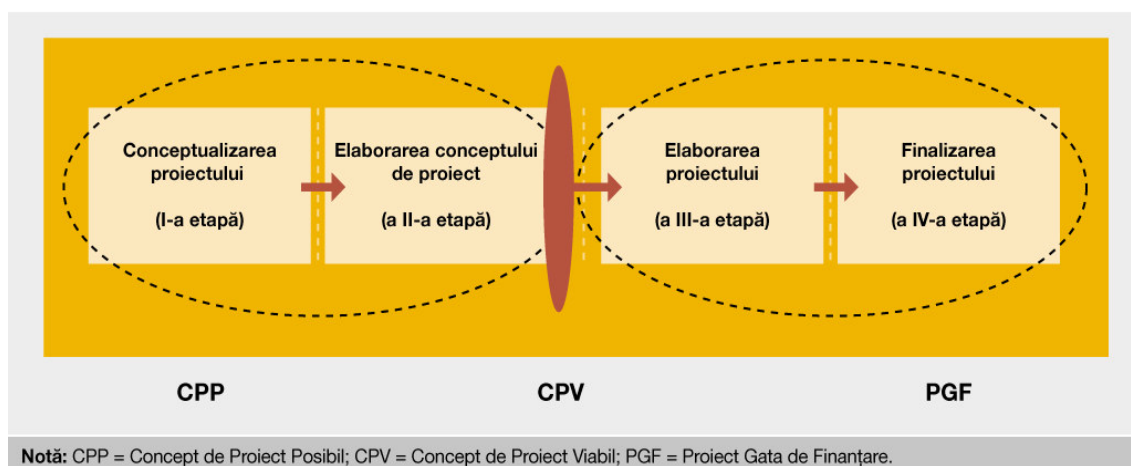 Conceptualizarea
proiectului
(I-a etapă)
Elaborarea conceptului
de proiect
(a II-a etapă)
Elaborarea
proiectului
(a III-a etapă)
Finalizarea
proiectului
(a IV-a etapă)
CPP
CPV
PGF
Notă: CPP = Concept de Proiect Posibil; CPV = Concept de Proiect Viabil; PGF = Proiect Gata de Finanțare.